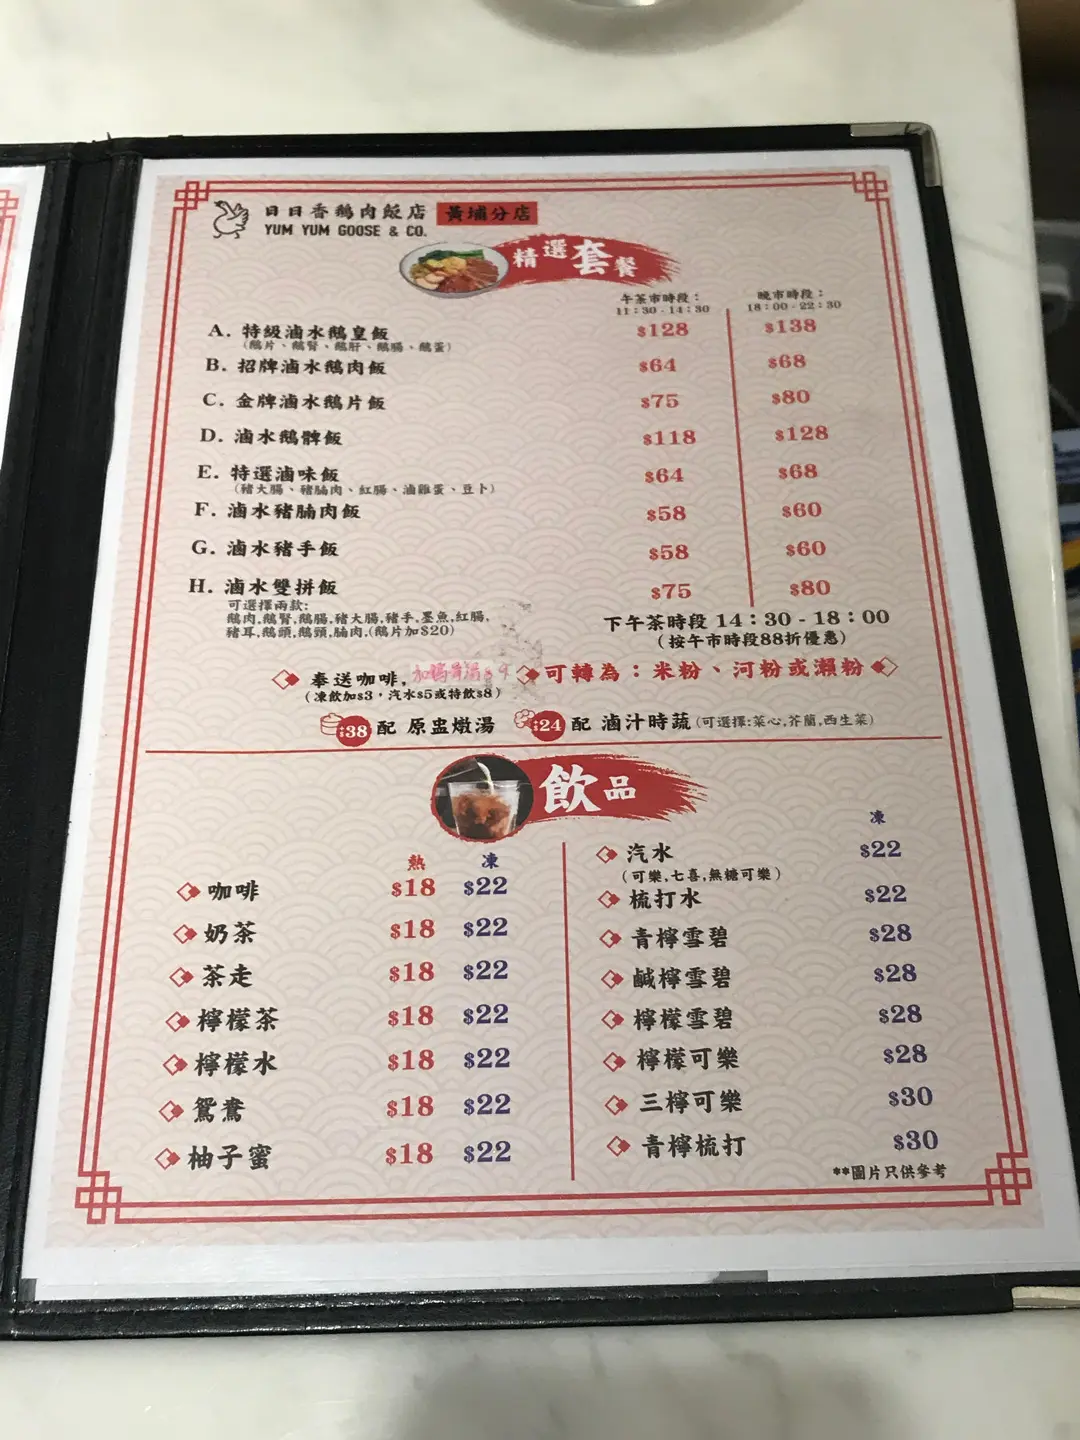 日日香鵝肉飯店 黃埔分店
YUM YUM GOOSE & CO.
精選套餐
午茶市時段： 晚市時段：
11:30 - 14:30 18:00 - 22:30
A. 特級滷水鵝皇飯 $128 $138
(鵝片、鵝腎、鵝肝、鵝腸、鵝蛋)
B. 招牌滷水鵝肉飯 $64 $68
C. 金牌滷水鵝片飯 $75 $80
D. 滷水鵝髀飯 $118 $128
E. 特選滷味飯 $64 $68
(豬大腸、豬腩肉、紅腸、滷雞蛋、豆卜)
F. 滷水豬腩肉飯 $58 $60
G. 滷水豬手飯 $58 $60
H. 滷水雙拼飯 $75 $80
可選擇兩款:
鵝肉,鵝腎,鵝腸,豬大腸,豬手,墨魚,紅腸,
豬耳,鵝頭,鵝頸,腩肉,(鵝片加$20)
下午茶時段 14：30 - 18：00
(按午市時段88折優惠)
奉送咖啡,
(凍飲加$3，汽水$5或特飲$8)
可轉為：米粉、河粉或瀨粉
$38 配 原盅燉湯 $24 配 滷汁時蔬 (可選擇:菜心,芥蘭,西生菜)
飲品
熱 凍
咖啡 $18 $22
奶茶 $18 $22
茶走 $18 $22
檸檬茶 $18 $22
檸檬水 $18 $22
鴛鴦 $18 $22
柚子蜜 $18 $22
凍
汽水 $22
(可樂,七喜,無糖可樂)
梳打水 $22
青檸雪碧 $28
鹹檸雪碧 $28
檸檬雪碧 $28
檸檬可樂 $28
三檸可樂 $30
青檸梳打 $30
**圖片只供參考